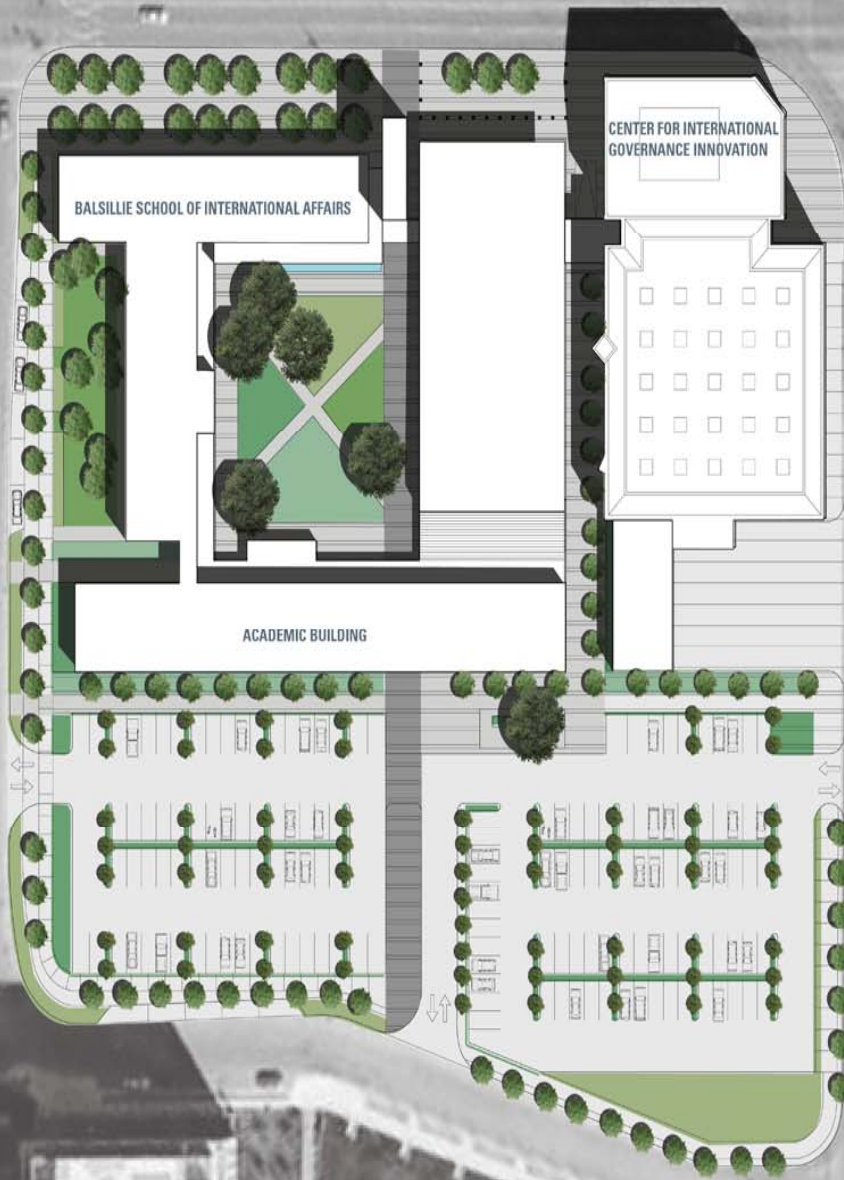 CENTER FOR INTERNATIONAL
GOVERNANCE INNOVATION
BALSILLIE SCHOOL OF INTERNATIONAL AFFAIRS
ACADEMIC BUILDING